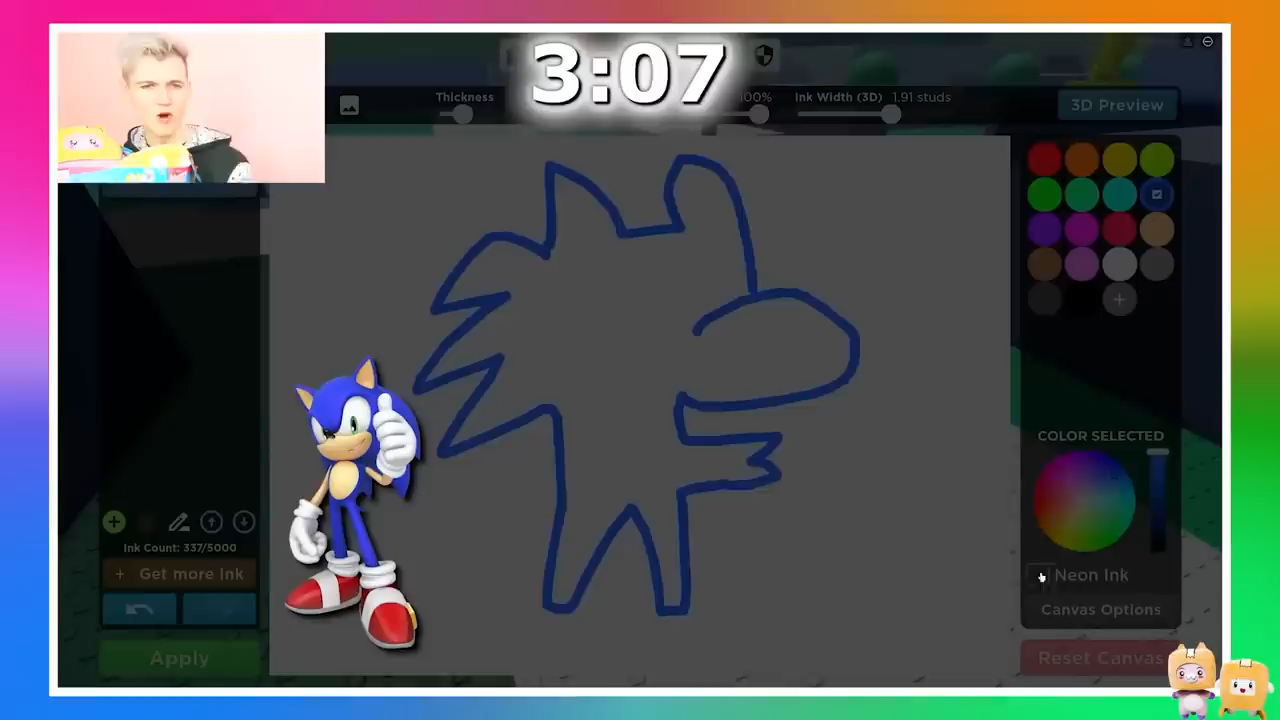 3:07
Thickness
100%
Ink Width (3D) 1.91 studs
3D Preview
COLOR SELECTED
Ink Count: 337/5000
+ Get more Ink
Neon Ink
Canvas Options
Apply
Reset Canvas